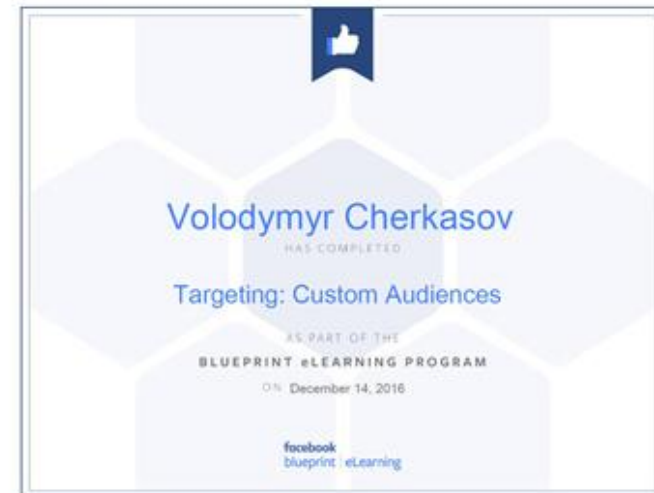 Volodymyr Cherkasov
HAS COMPLETED
Targeting: Custom Audiences
AS PART OF THE
BLUEPRINT eLEARNING PROGRAM
ON December 14, 2016
facebook
blueprint eLearning